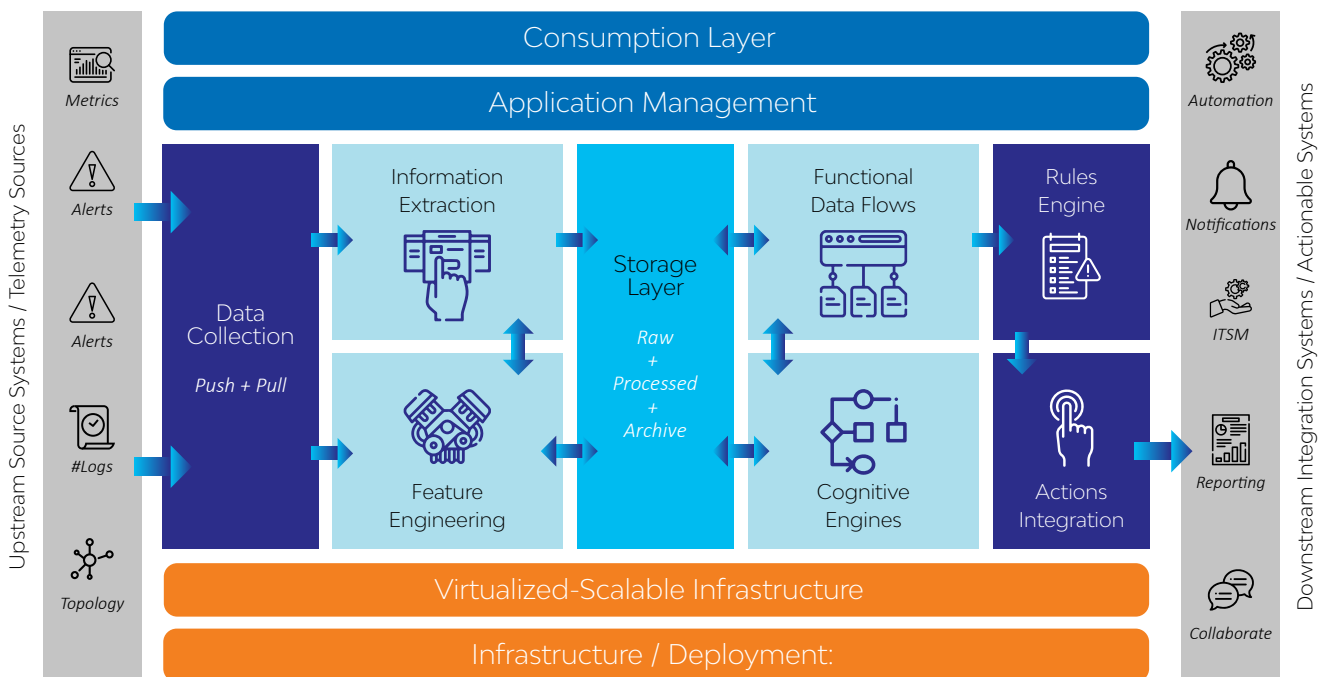 Upstream Source Systems / Telemetry Sources
Metrics
Alerts
Alerts
#Logs
Topology
Consumption Layer
Application Management
Data
Collection
Push + Pull
Information
Extraction
Feature
Engineering
Storage
Layer
Raw
+
Processed
+
Archive
Functional
Data Flows
Cognitive
Engines
Rules
Engine
Actions
Integration
Virtualized-Scalable Infrastructure
Infrastructure / Deployment:
Automation
Notifications
ITSM
Reporting
Collaborate
Downstream Integration Systems / Actionable Systems